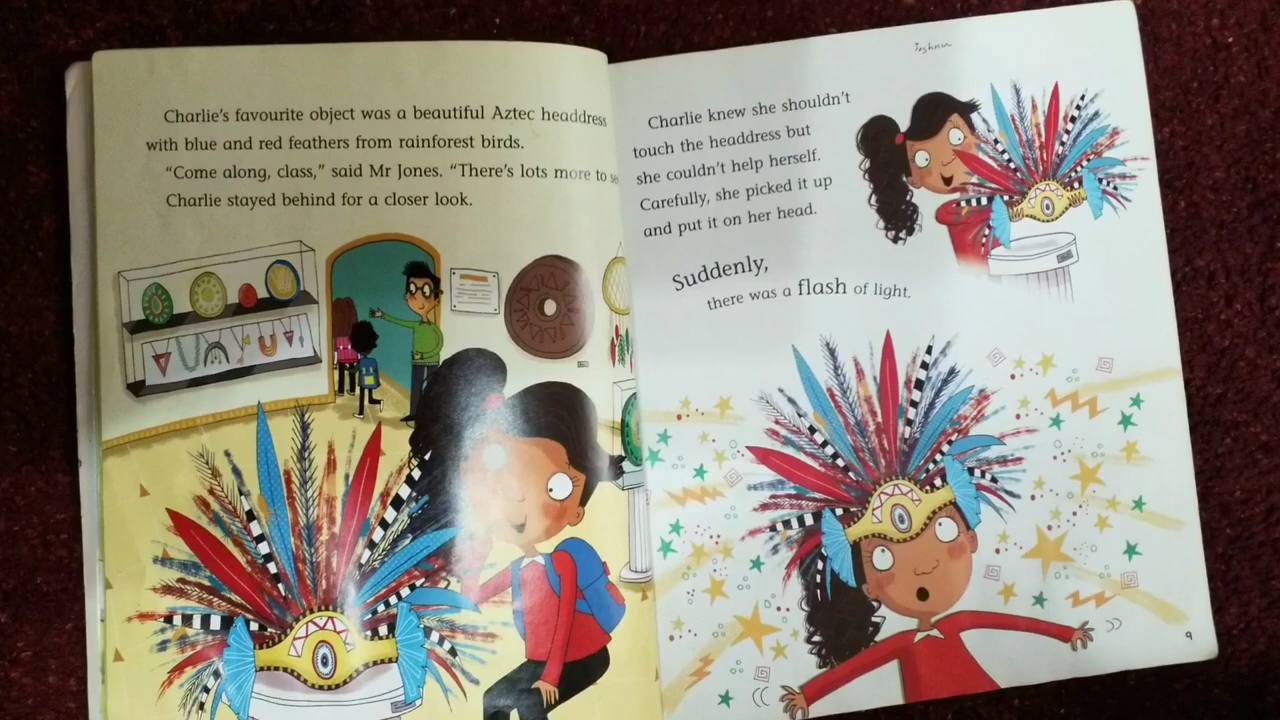 Charlie's favourite object was a beautiful Aztec headdress
with blue and red feathers from rainforest birds.
"Come along, class," said Mr Jones. "There's lots more to
Charlie stayed behind for a closer look.
Charlie knew she shouldn't
touch the headdress but
she couldn't help herself.
Carefully, she picked it up
and put it on her head.
Suddenly,
there was a flash of light.
9